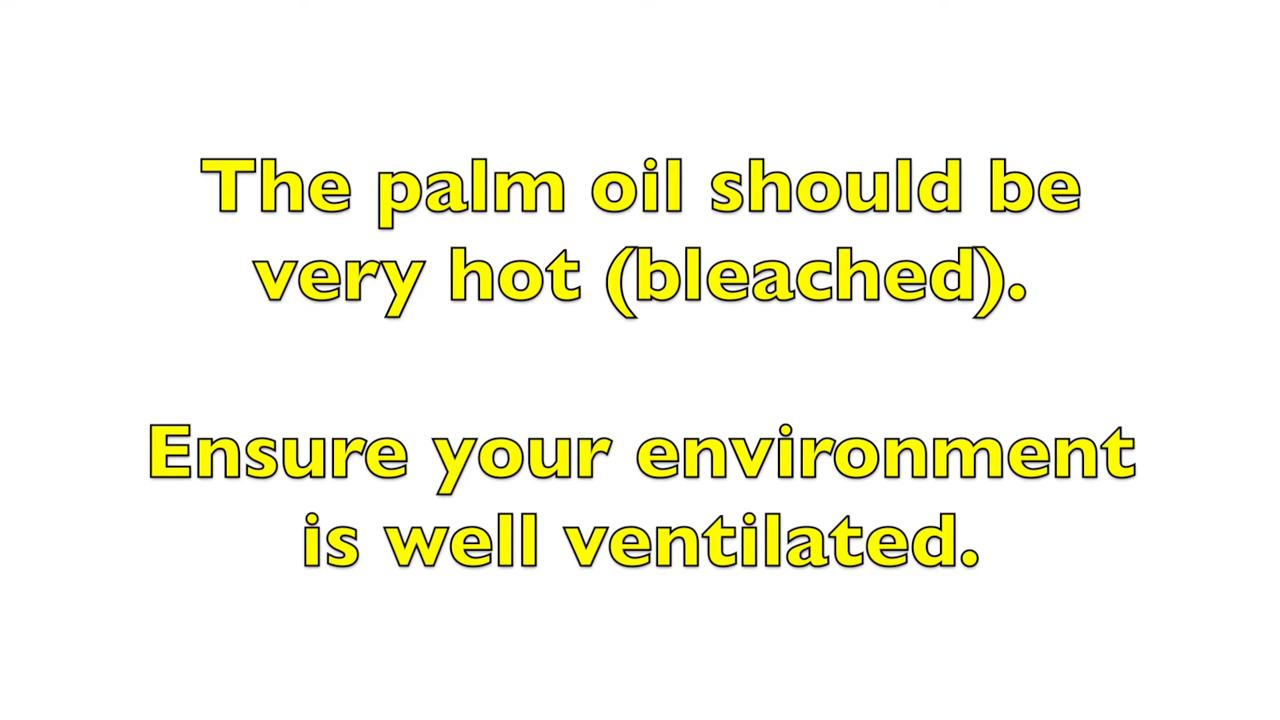 The palm oil should be
very hot (bleached).
Ensure your environment
is well ventilated.